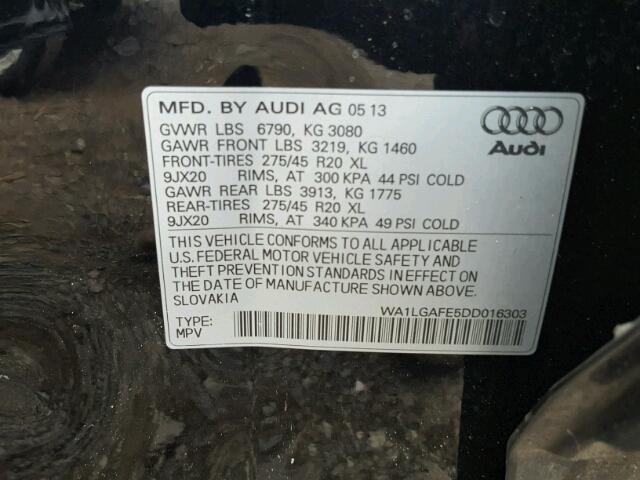 MFD. BY AUDI AG 05 13
GVWR LBS 6790, KG 3080
GAWR FRONT LBS 3219, KG 1460
FRONT-TIRES 275/45 R20 XL
9JX20 RIMS, AT 300 KPA 44 PSI COLD
GAWR REAR LBS 3913, KG 1775
REAR-TIRES 275/45 R20 XL
9JX20 RIMS, AT 340 KPA 49 PSI COLD
Audi
THIS VEHICLE CONFORMS TO ALL APPLICABLE
U.S. FEDERAL MOTOR VEHICLE SAFETY AND
THEFT PREVENTION STANDARDS IN EFFECT ON
THE DATE OF MANUFACTURE SHOWN ABOVE.
SLOVAKIA
WA1LGAFE5DD016303
TYPE:
MPV